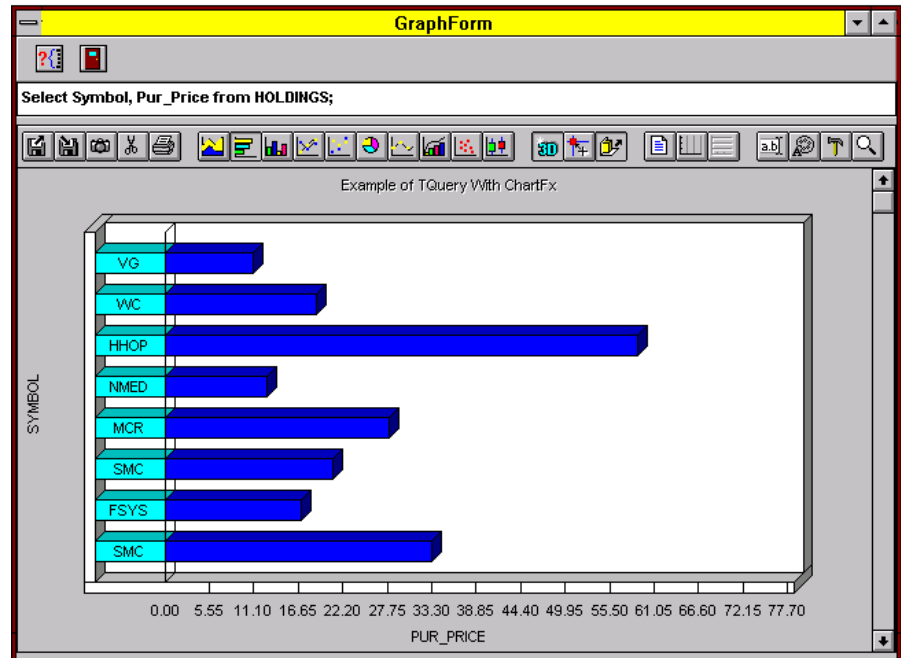 GraphForm
?{
Select Symbol, Pur_Price from HOLDINGS;
3D
a.b]
Example of TQuery With ChartFx
SYMBOL
VG
VVC
HHOP
NMED
MCR
SMC
FSYS
SMC
0.00 5.55 11.10 16.65 22.20 27.75 33.30 38.85 44.40 49.95 55.50 61.05 66.60 72.15 77.70
PUR_PRICE